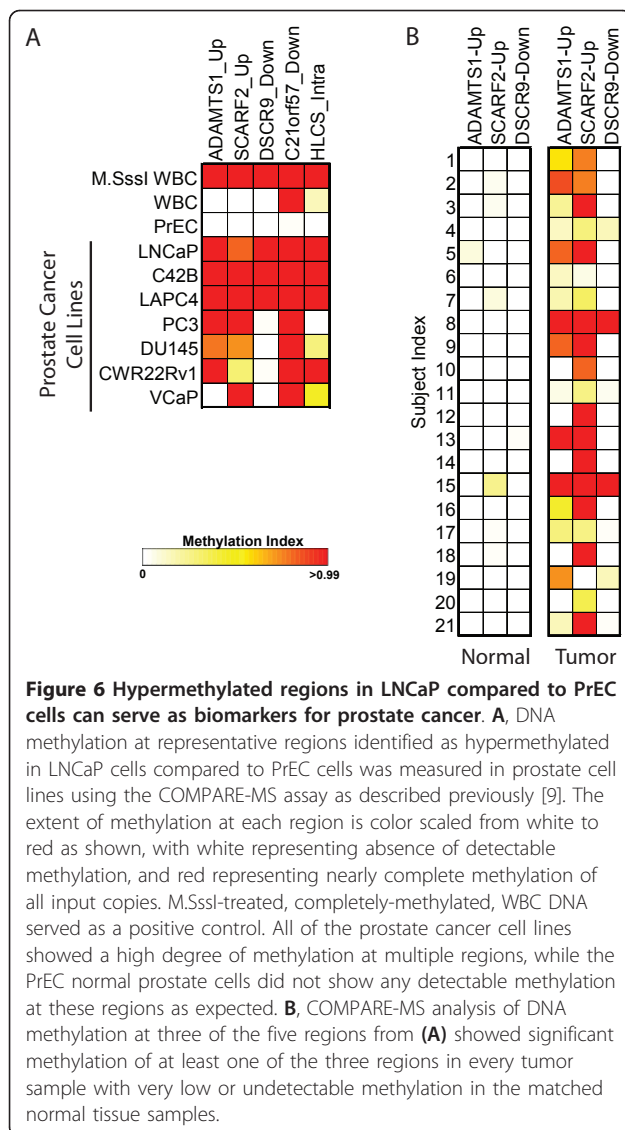 A
B
ADAMTS1_Up
SCARF2_Up
DSCR9_Down
C21orf57_Down
HLCS_Intra
M.SssI WBC
WBC
PrEC
LNCaP
C42B
LAPC4
PC3
DU145
CWR22Rv1
VCaP
Prostate Cancer
Cell Lines
Methylation Index
0
>0.99
ADAMTS1-Up
SCARF2-Up
DSCR9-Down
ADAMTS1-Up
SCARF2-Up
DSCR9-Down
Subject Index
1
2
3
4
5
6
7
8
9
10
11
12
13
14
15
16
17
18
19
20
21
Normal
Tumor
Figure 6 Hypermethylated regions in LNCaP compared to PrEC
cells can serve as biomarkers for prostate cancer. A, DNA
methylation at representative regions identified as hypermethylated
in LNCaP cells compared to PrEC cells was measured in prostate cell
lines using the COMPARE-MS assay as described previously [9]. The
extent of methylation at each region is color scaled from white to
red as shown, with white representing absence of detectable
methylation, and red representing nearly complete methylation of
all input copies. M.SssI-treated, completely-methylated, WBC DNA
served as a positive control. All of the prostate cancer cell lines
showed a high degree of methylation at multiple regions, while the
PrEC normal prostate cells did not show any detectable methylation
at these regions as expected. B, COMPARE-MS analysis of DNA
methylation at three of the five regions from (A) showed significant
methylation of at least one of the three regions in every tumor
sample with very low or undetectable methylation in the matched
normal tissue samples.